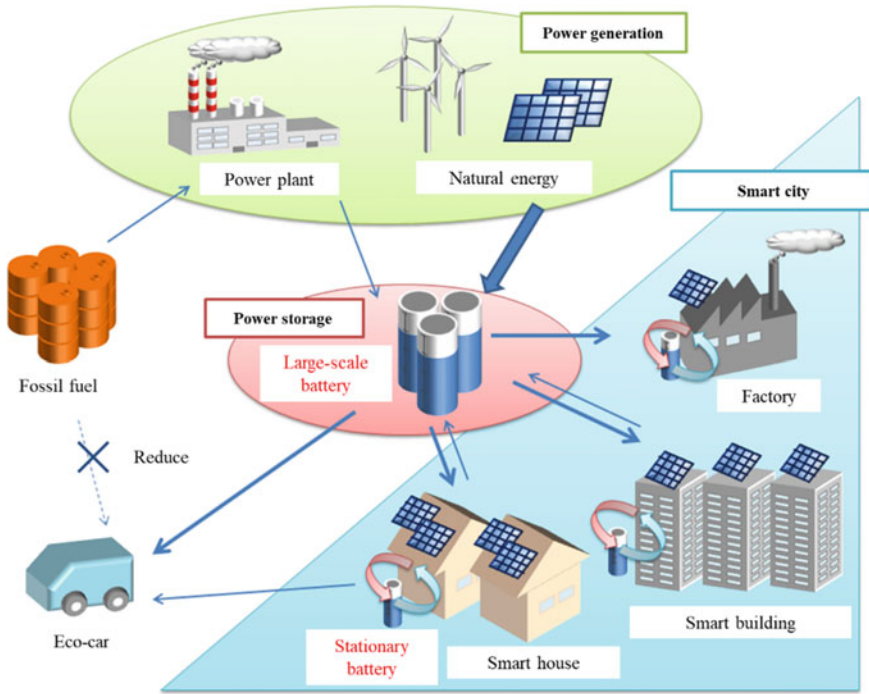 Power generation
Power plant
Natural energy
Smart city
Power storage
Large-scale
battery
Fossil fuel
Factory
Reduce
Eco-car
Stationary
battery
Smart house
Smart building